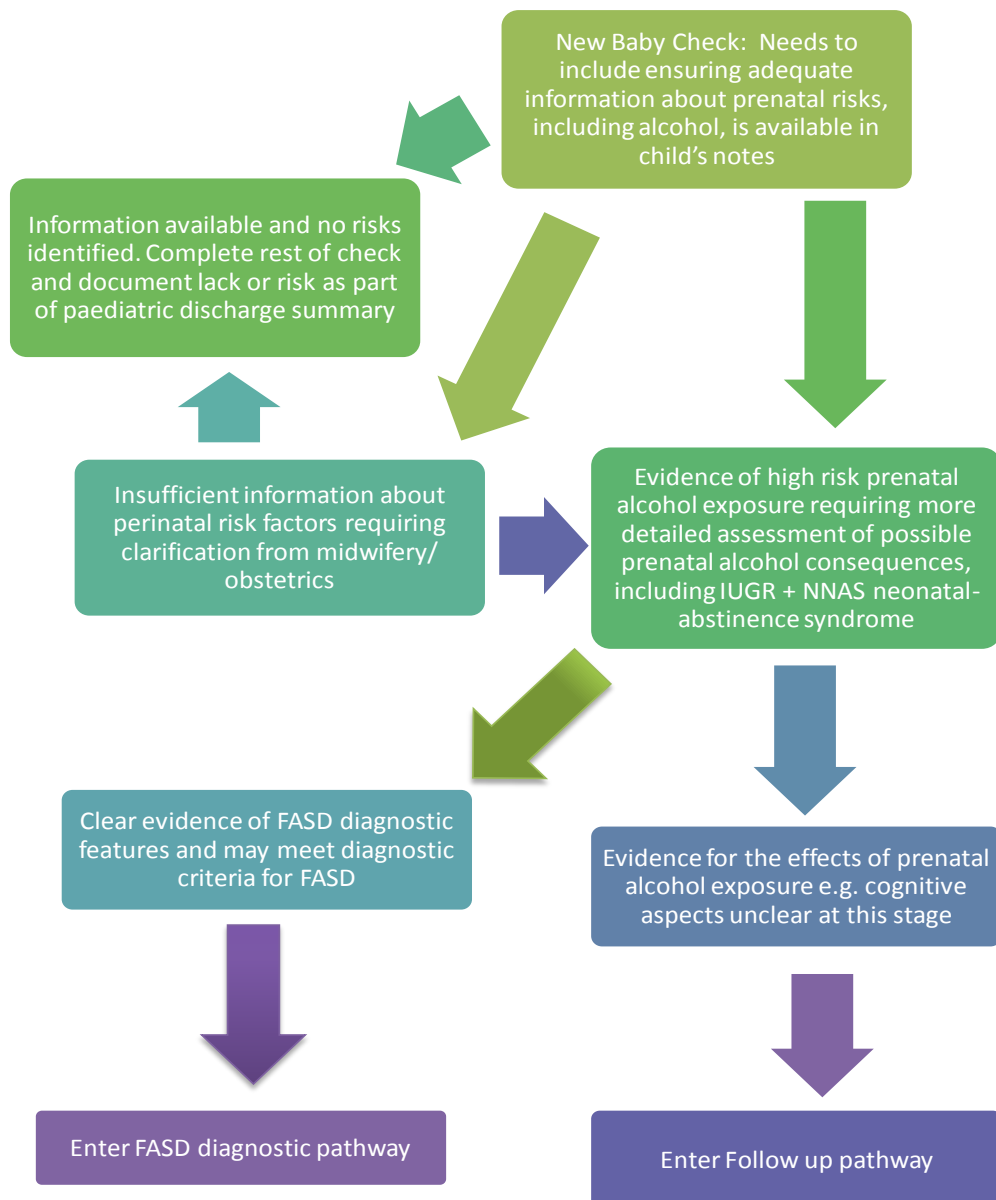 New Baby Check:  Needs to
include ensuring adequate
information about prenatal risks,
including alcohol, is available in
child’s notes
Information available and no risks
identified. Complete rest of check
and document lack or risk as part
of paediatric discharge summary
Insufficient information about
perinatal risk factors requiring
clarification from midwifery/
obstetrics
Evidence of high risk prenatal
alcohol exposure requiring more
detailed assessment of possible
prenatal alcohol consequences,
including IUGR + NNAS neonatal-
abstinence syndrome
Clear evidence of FASD diagnostic
features and may meet diagnostic
criteria for FASD
Evidence for the effects of prenatal
alcohol exposure e.g. cognitive
aspects unclear at this stage
Enter FASD diagnostic pathway
Enter Follow up pathway